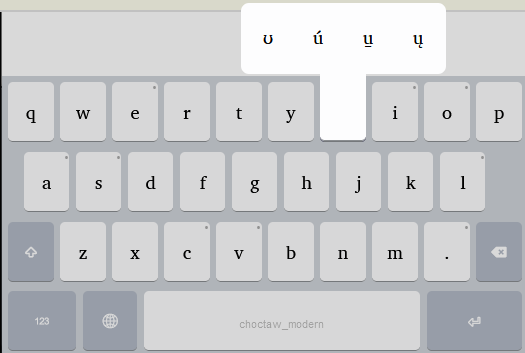 ʊ ú u̱ ų
q w e r t y i o p
a s d f g h j k l
z x c v b n m .
123 choctaw_modern